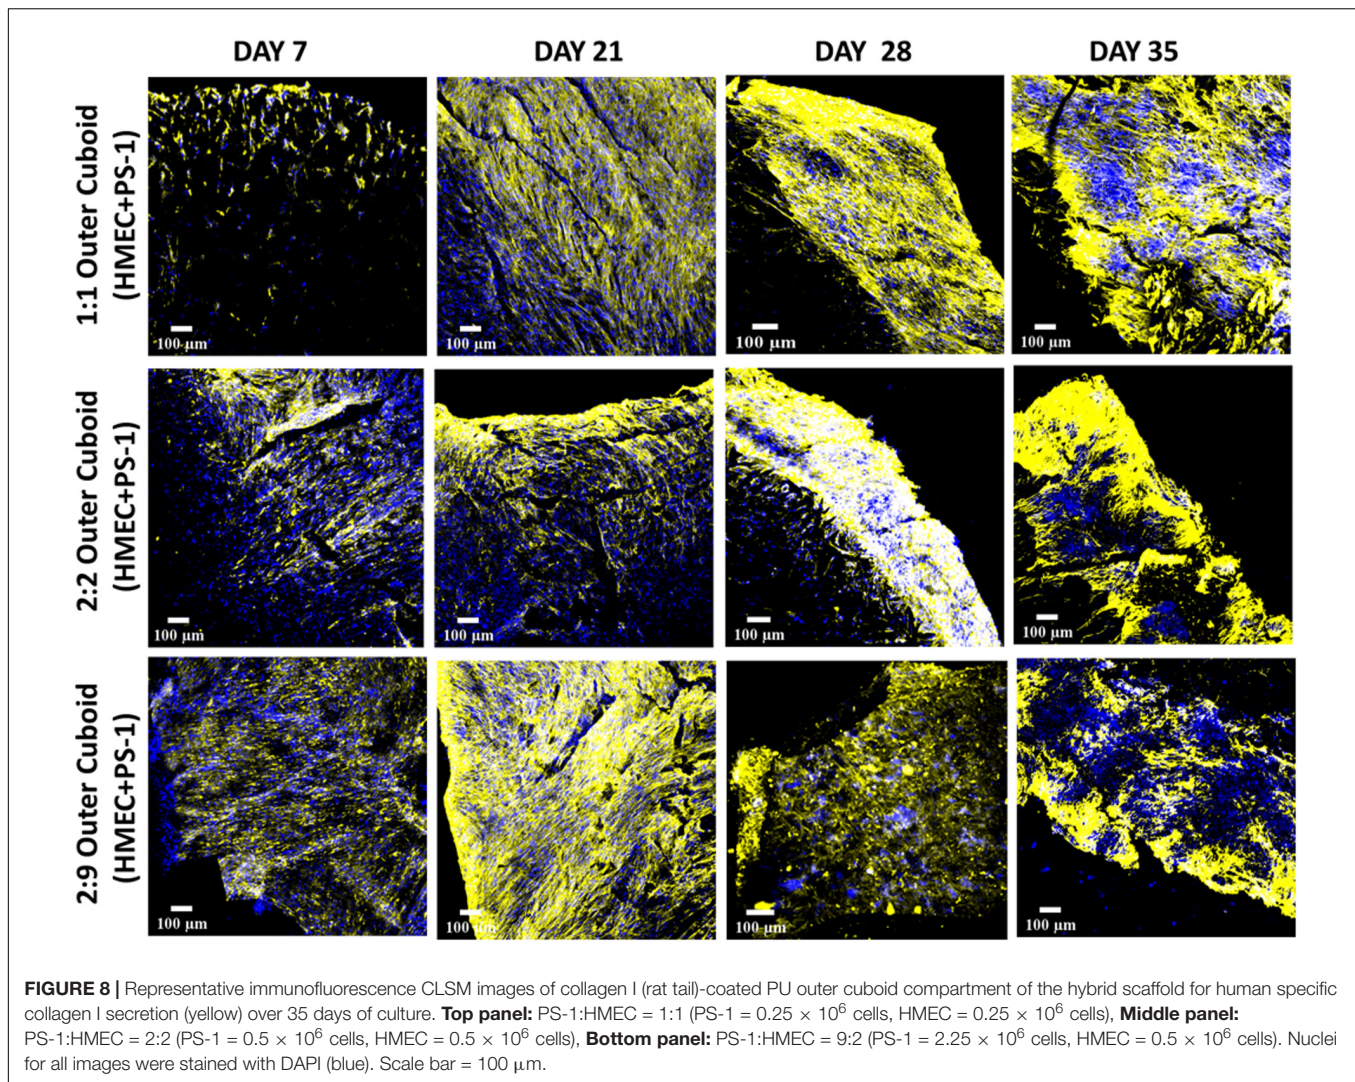 DAY 7 DAY 21 DAY 28 DAY 35
1:1 Outer Cuboid
(HMEC+PS-1)
100 µm 100 µm 100 µm 100 µm
2:2 Outer Cuboid
(HMEC+PS-1)
100 µm 100 µm 100 µm 100 µm
2:9 Outer Cuboid
(HMEC+PS-1)
100 µm 100 µm 100 µm 100 µm
FIGURE 8 | Representative immunofluorescence CLSM images of collagen I (rat tail)-coated PU outer cuboid compartment of the hybrid scaffold for human specific
collagen I secretion (yellow) over 35 days of culture. Top panel: PS-1:HMEC = 1:1 (PS-1 = 0.25 × 10⁶ cells, HMEC = 0.25 × 10⁶ cells), Middle panel:
PS-1:HMEC = 2:2 (PS-1 = 0.5 × 10⁶ cells, HMEC = 0.5 × 10⁶ cells), Bottom panel: PS-1:HMEC = 9:2 (PS-1 = 2.25 × 10⁶ cells, HMEC = 0.5 × 10⁶ cells). Nuclei
for all images were stained with DAPI (blue). Scale bar = 100 µm.